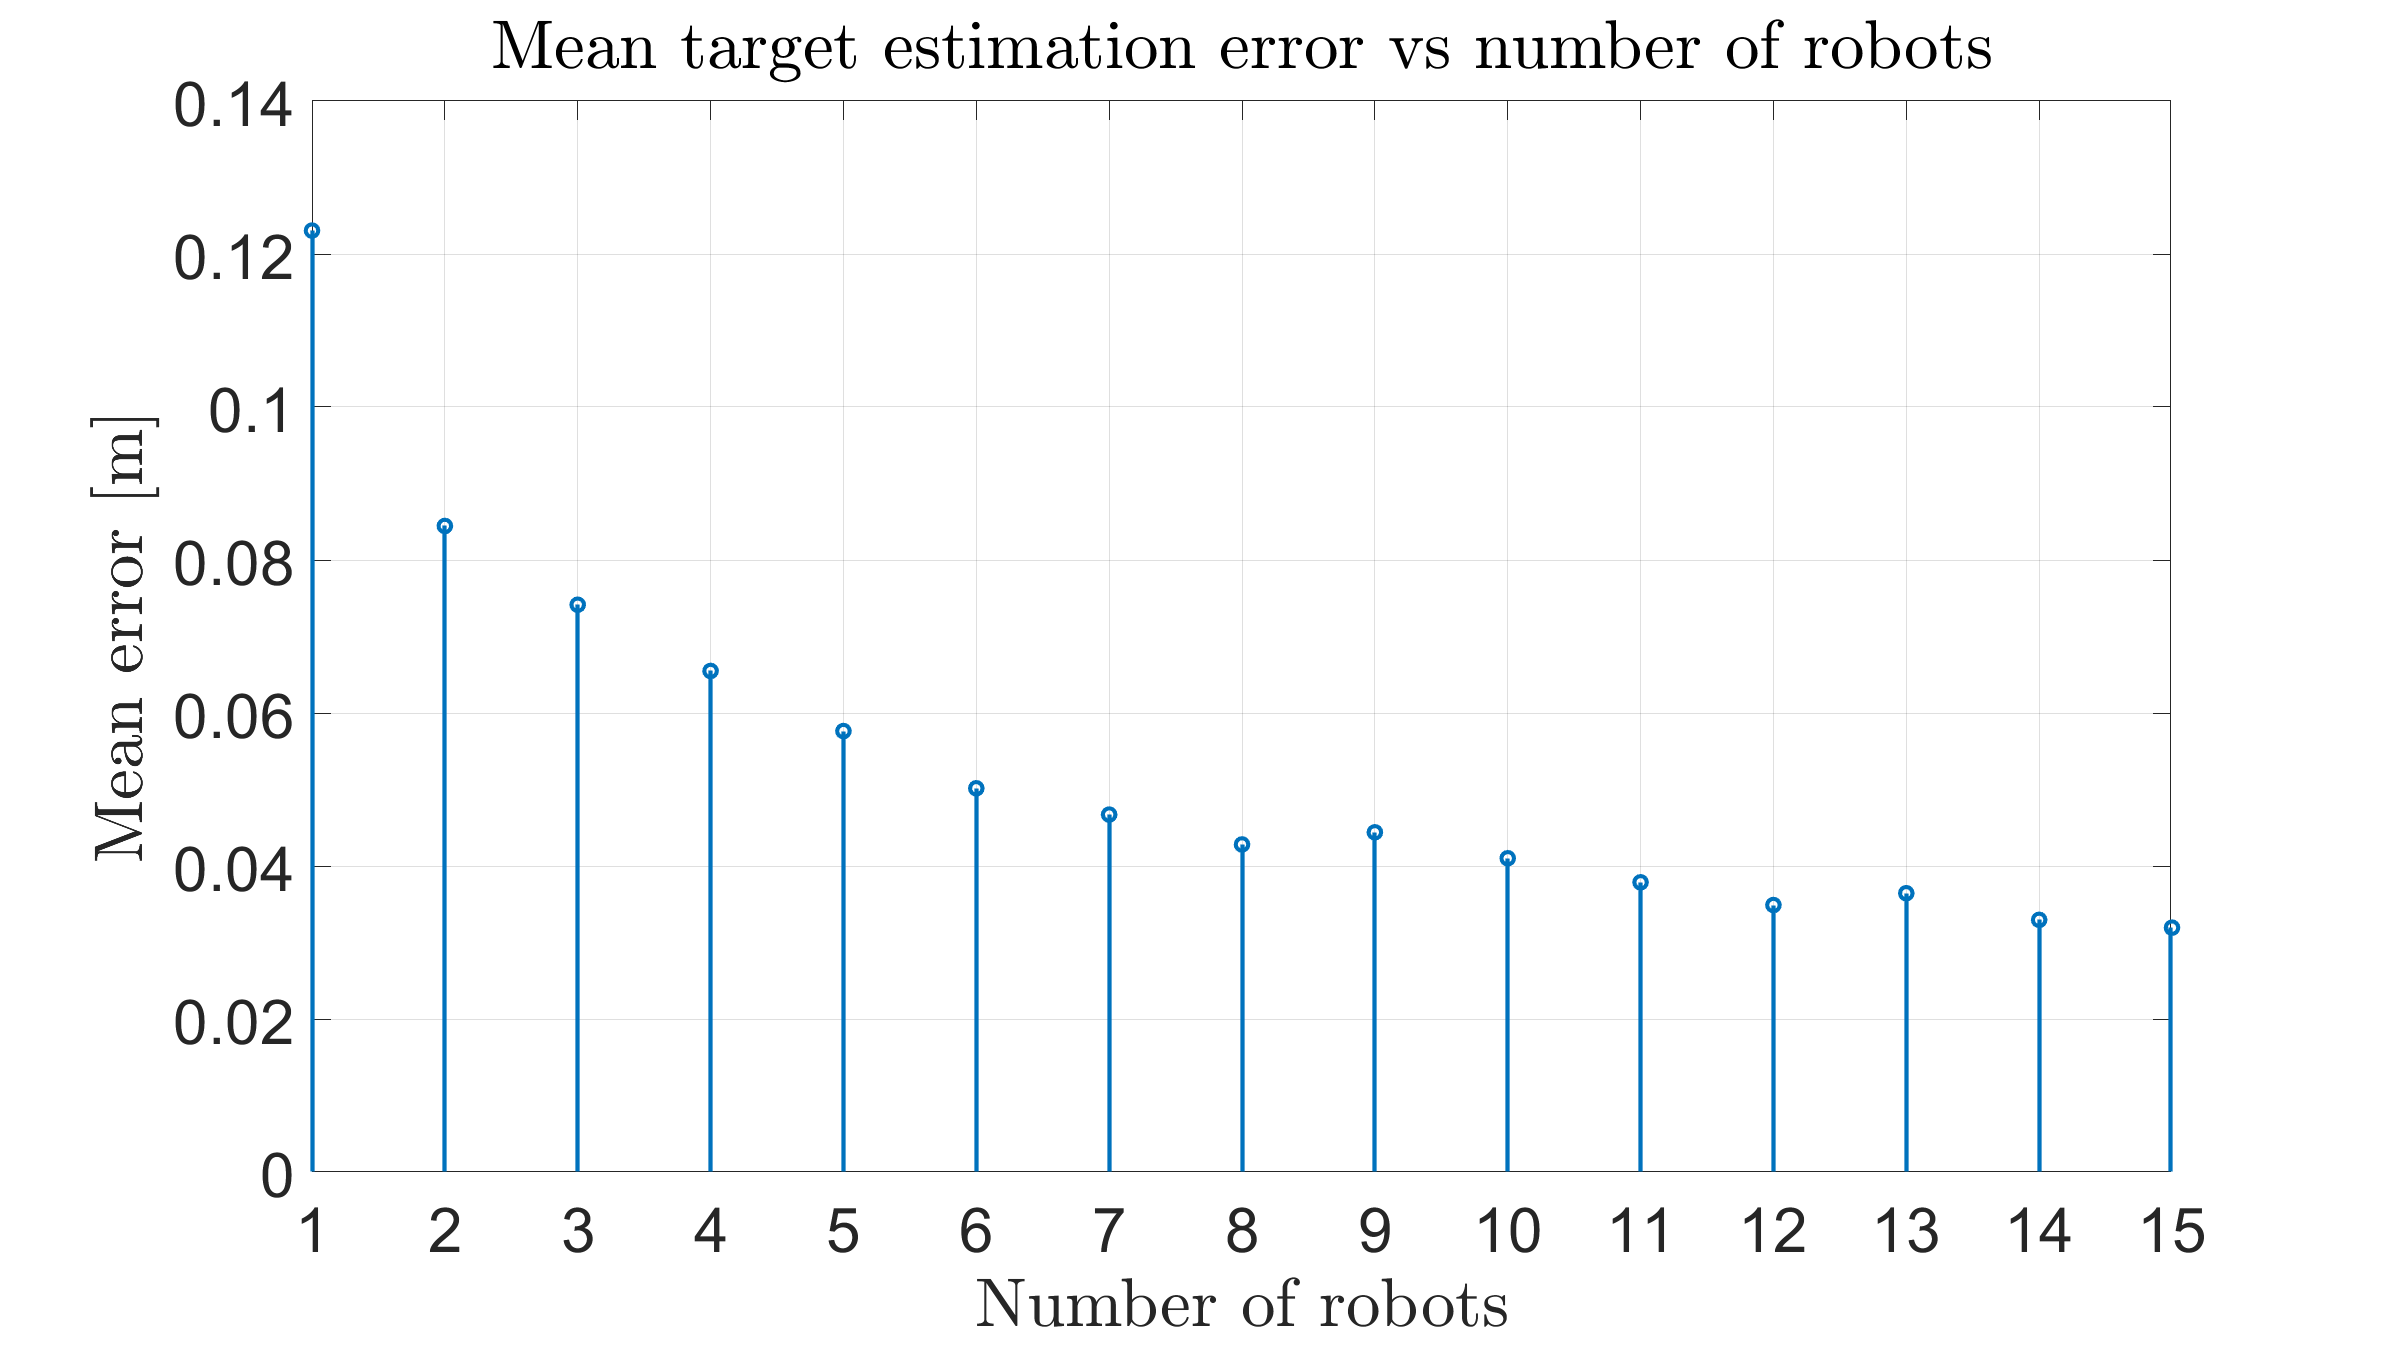 Mean target estimation error vs number of robots
0.14
0.12
0.1
0.08
0.06
0.04
0.02
0
Mean error [m]
1 2 3 4 5 6 7 8 9 10 11 12 13 14 15
Number of robots